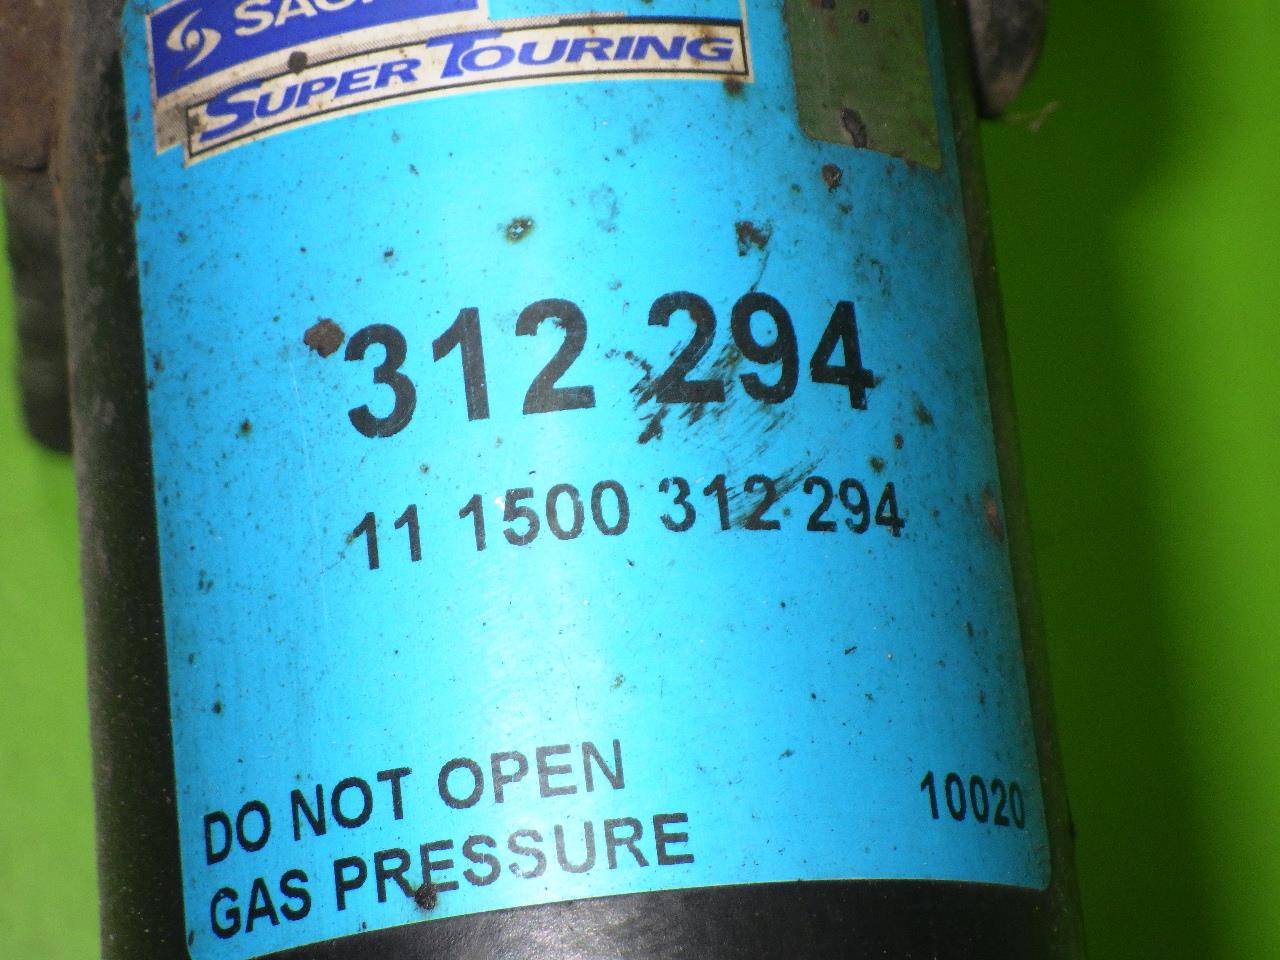 SUPER TOURING
312 294
11 1500 312 294
DO NOT OPEN
GAS PRESSURE
10020